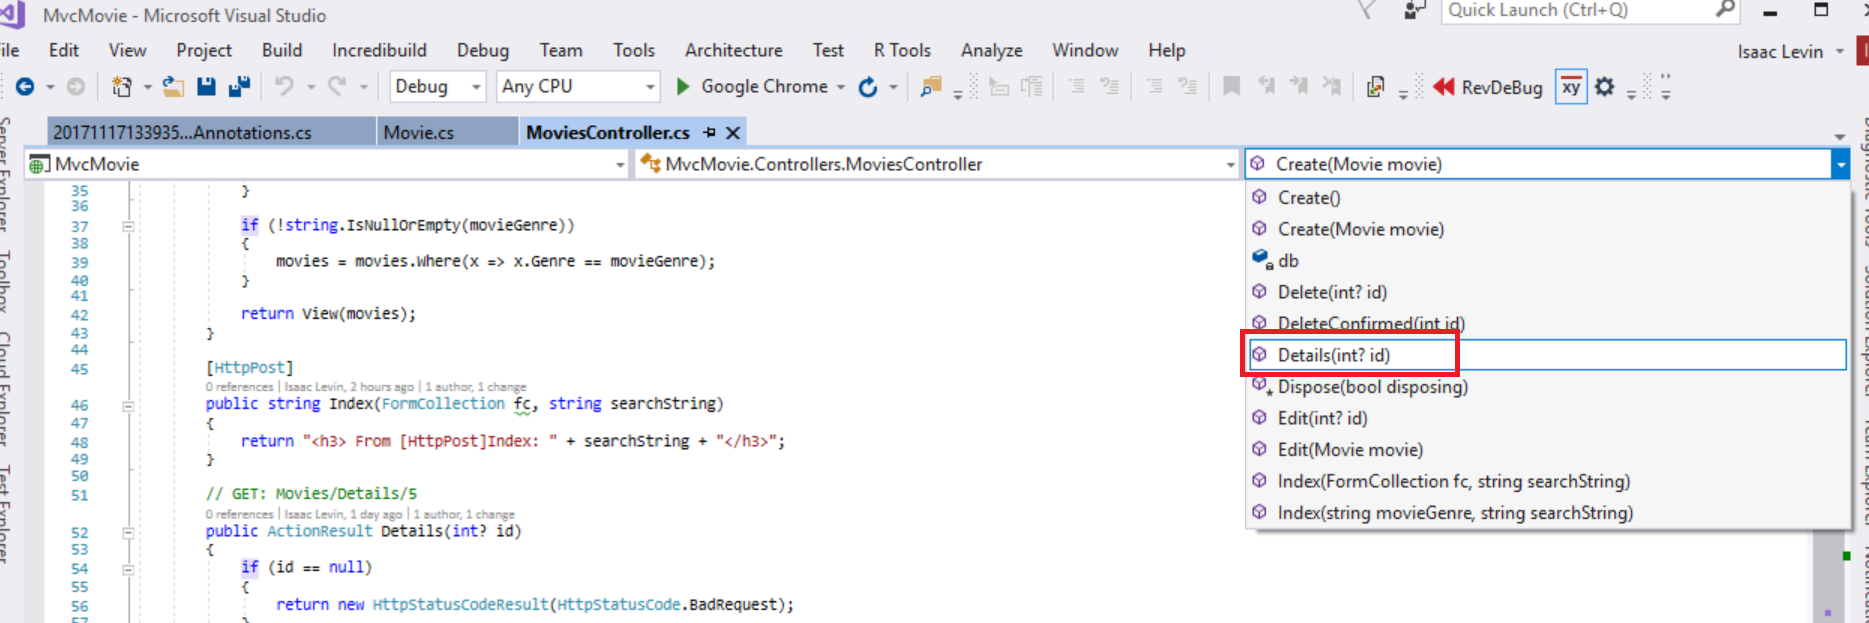 MvcMovie - Microsoft Visual Studio
Quick Launch (Ctrl+Q)
ile Edit View Project Build Incredibuild Debug Team Tools Architecture Test R Tools Analyze Window Help
Isaac Levin
Debug Any CPU Google Chrome RevDeBug xy
20171117133935...Annotations.cs Movie.cs MoviesController.cs
MvcMovie MvcMovie.Controllers.MoviesController Create(Movie movie)
Server Explorer
Toolbox
Cloud Explorer
Test Explorer
35 }
36
37 if (!string.IsNullOrEmpty(movieGenre))
38 {
39 movies = movies.Where(x => x.Genre == movieGenre);
40 }
41
42 return View(movies);
43 }
44
45 [HttpPost]
0 references | Isaac Levin, 2 hours ago | 1 author, 1 change
46 public string Index(FormCollection fc, string searchString)
47 {
48 return "<h3> From [HttpPost]Index: " + searchString + "</h3>";
49 }
50
51 // GET: Movies/Details/5
0 references | Isaac Levin, 1 day ago | 1 author, 1 change
52 public ActionResult Details(int? id)
53 {
54 if (id == null)
55 {
56 return new HttpStatusCodeResult(HttpStatusCode.BadRequest);
57 }
Create()
Create(Movie movie)
db
Delete(int? id)
DeleteConfirmed(int id)
Details(int? id)
Dispose(bool disposing)
Edit(int? id)
Edit(Movie movie)
Index(FormCollection fc, string searchString)
Index(string movieGenre, string searchString)